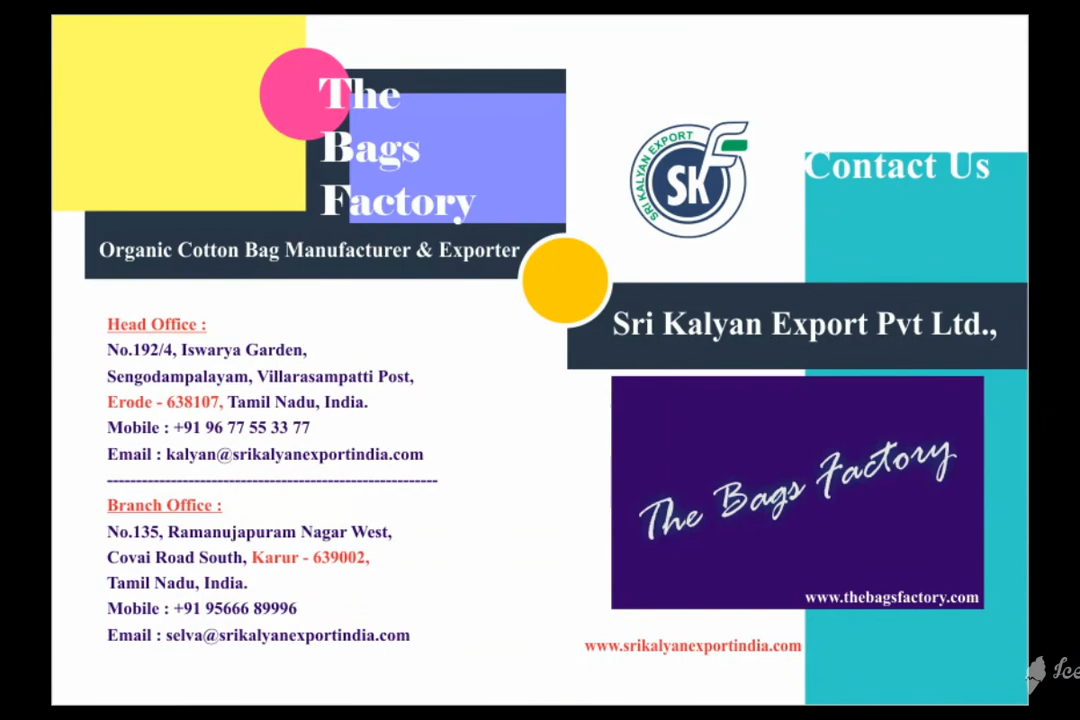 The
Bags
Factory
Organic Cotton Bag Manufacturer & Exporter
Head Office :
No.192/4, Iswarya Garden,
Sengodampalayam, Villarasampatti Post,
Erode - 638107, Tamil Nadu, India.
Mobile : +91 96 77 55 33 77
Email : kalyan@srikalyanexportindia.com
Branch Office :
No.135, Ramanujapuram Nagar West,
Covai Road South, Karur - 639002,
Tamil Nadu, India.
Mobile : +91 95666 89996
Email : selva@srikalyanexportindia.com
SRI KALYAN EXPORT
SK
Contact Us
Sri Kalyan Export Pvt Ltd.,
The Bags Factory
www.thebagsfactory.com
www.srikalyanexportindia.com